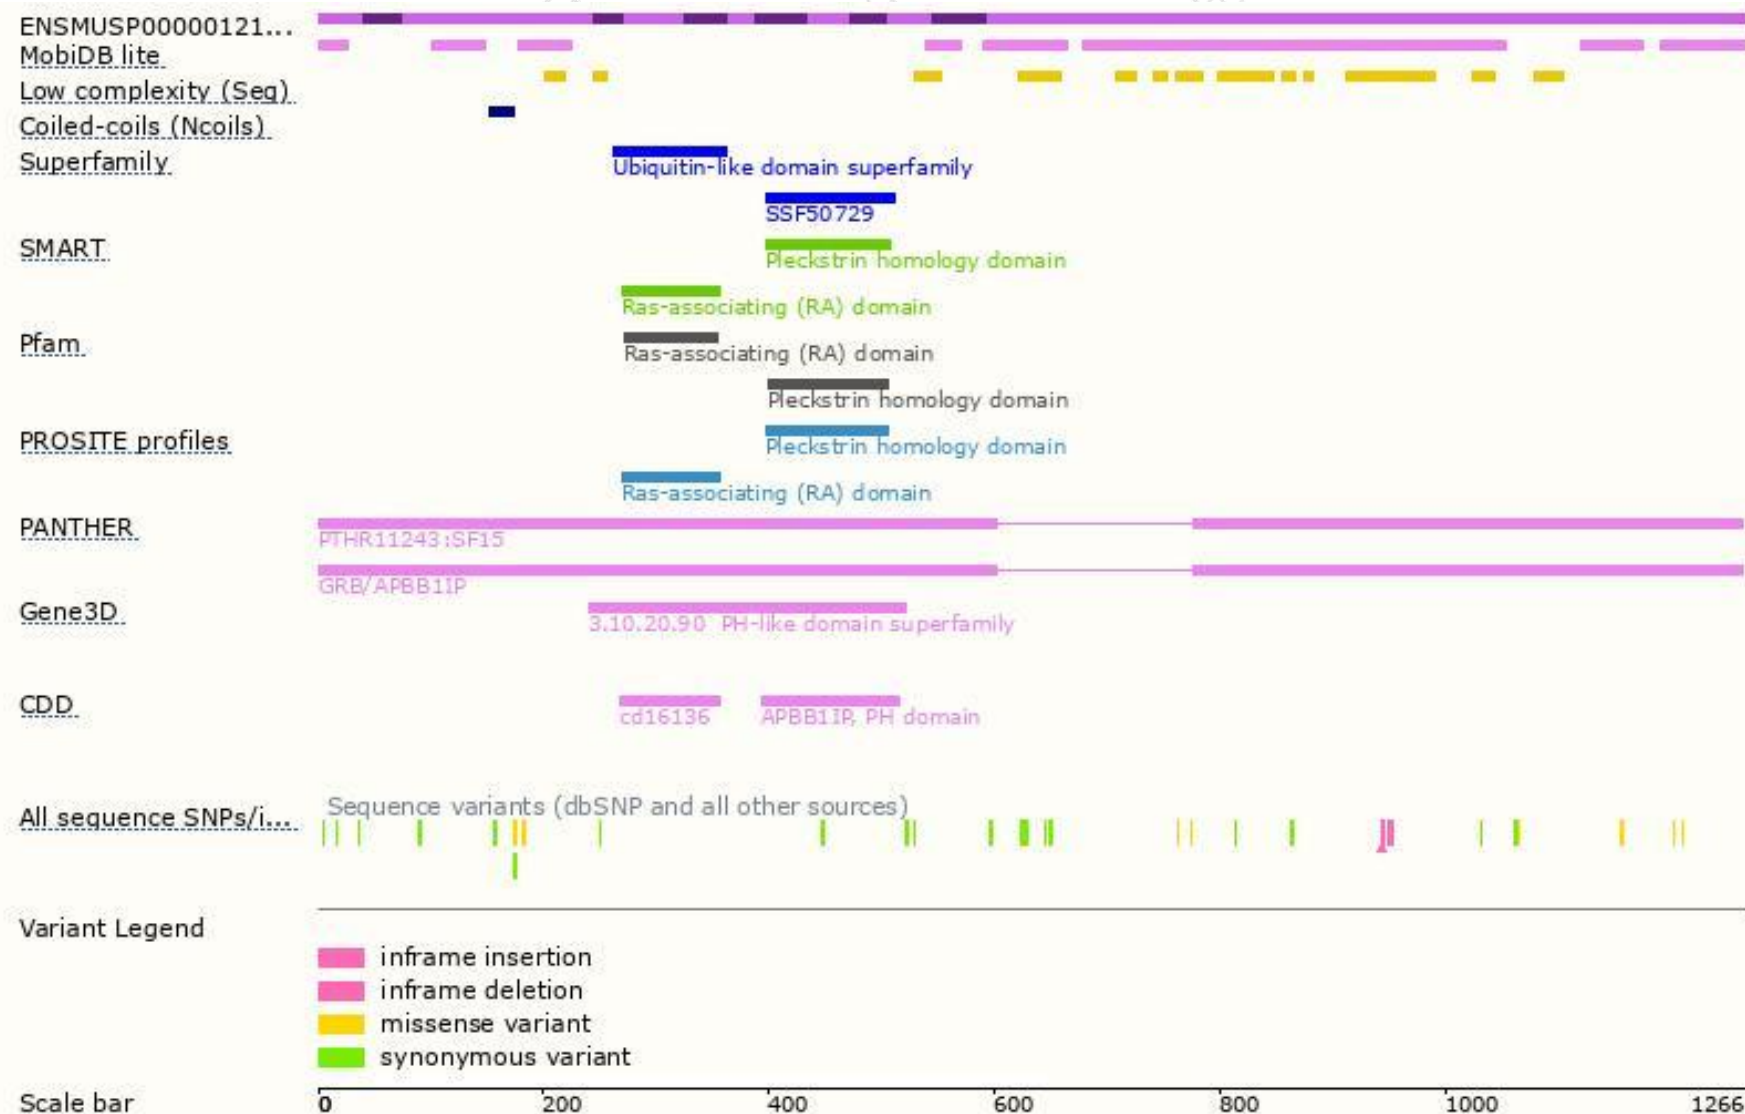 ENSMUSP00000121...
MobiDB lite
Low complexity (Seg)
Coiled-coils (Ncoils)
Superfamily
Ubiquitin-like domain superfamily
SSF50729
SMART
Pleckstrin homology domain
Ras-associating (RA) domain
Pfam
Ras-associating (RA) domain
Pleckstrin homology domain
PROSITE profiles
Pleckstrin homology domain
Ras-associating (RA) domain
PANTHER
PTHR11243:SF15
GRB/APBB1IP
Gene3D
3.10.20.90 PH-like domain superfamily
CDD
cd16136 APBB1IP, PH domain
All sequence SNPs/i...
Sequence variants (dbSNP and all other sources)
Variant Legend
inframe insertion
inframe deletion
missense variant
synonymous variant
Scale bar 0 200 400 600 800 1000 1266